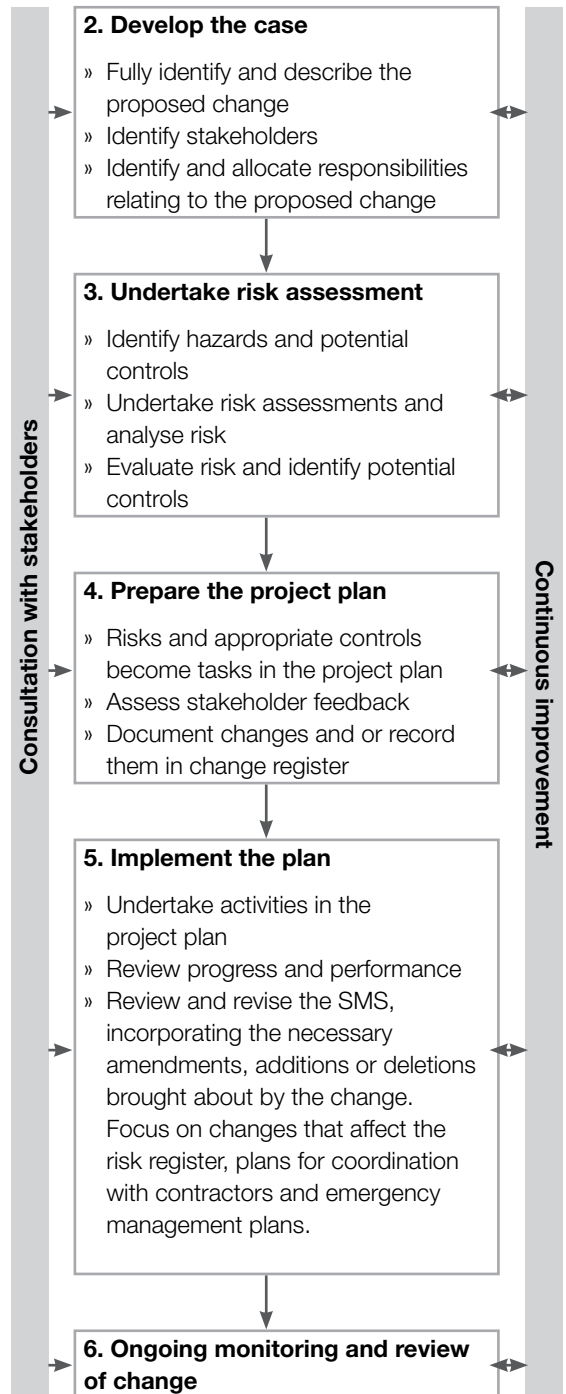 2. Develop the case
» Fully identify and describe the
proposed change
» Identify stakeholders
» Identify and allocate responsibilities
relating to the proposed change
3. Undertake risk assessment
» Identify hazards and potential
controls
» Undertake risk assessments and
analyse risk
» Evaluate risk and identify potential
controls
4. Prepare the project plan
» Risks and appropriate controls
become tasks in the project plan
» Assess stakeholder feedback
» Document changes and or record
them in change register
5. Implement the plan
» Undertake activities in the
project plan
» Review progress and performance
» Review and revise the SMS,
incorporating the necessary
amendments, additions or deletions
brought about by the change.
Focus on changes that affect the
risk register, plans for coordination
with contractors and emergency
management plans.
6. Ongoing monitoring and review
of change
Consultation with stakeholders
Continuous improvement